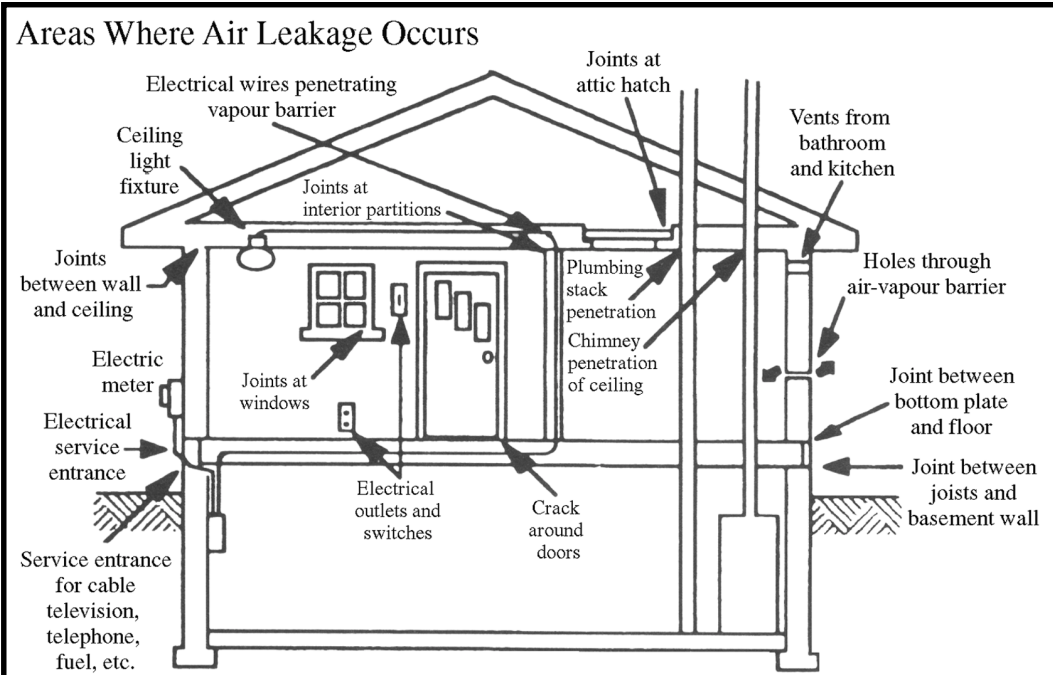 Areas Where Air Leakage Occurs
Electrical wires penetrating
vapour barrier
Joints at
attic hatch
Vents from
bathroom
and kitchen
Ceiling
light
fixture
Joints at
interior partitions
Joints
between wall
and ceiling
Plumbing
stack
penetration
Chimney
penetration
of ceiling
Holes through
air-vapour barrier
Electric
meter
Joints at
windows
Joint between
bottom plate
and floor
Electrical
service
entrance
Electrical
outlets and
switches
Crack
around
doors
Joint between
joists and
basement wall
Service entrance
for cable
television,
telephone,
fuel, etc.